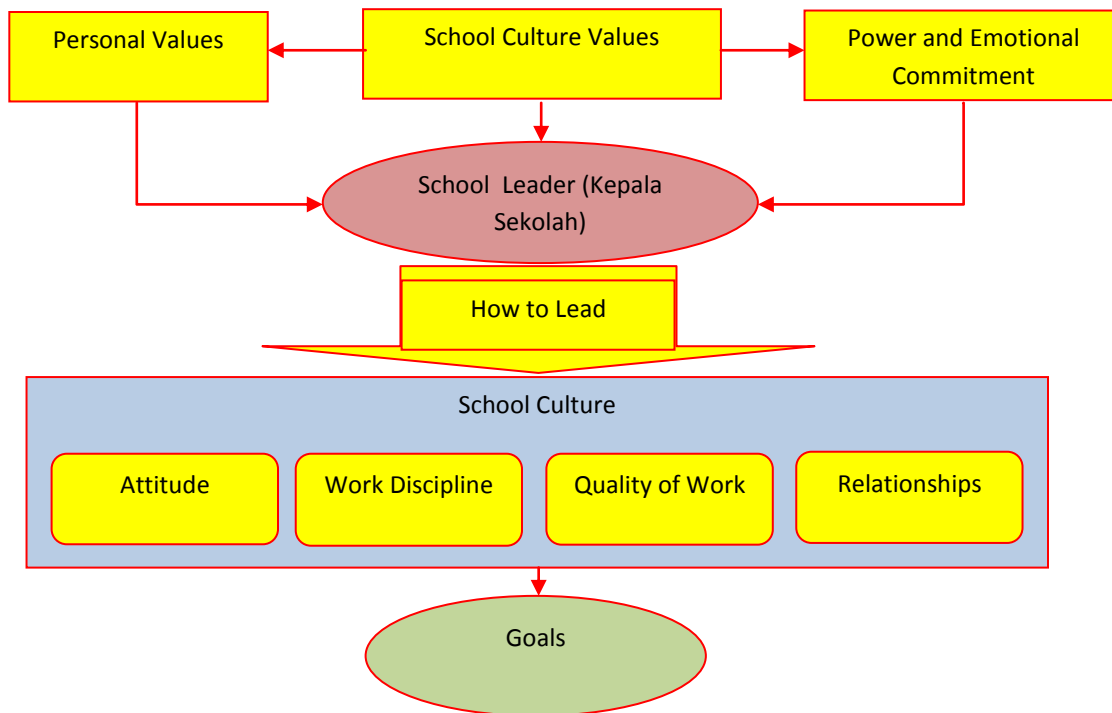 Personal Values
School Culture Values
Power and Emotional
Commitment
School Leader (Kepala
Sekolah)
How to Lead
School Culture
Attitude
Work Discipline
Quality of Work
Relationships
Goals